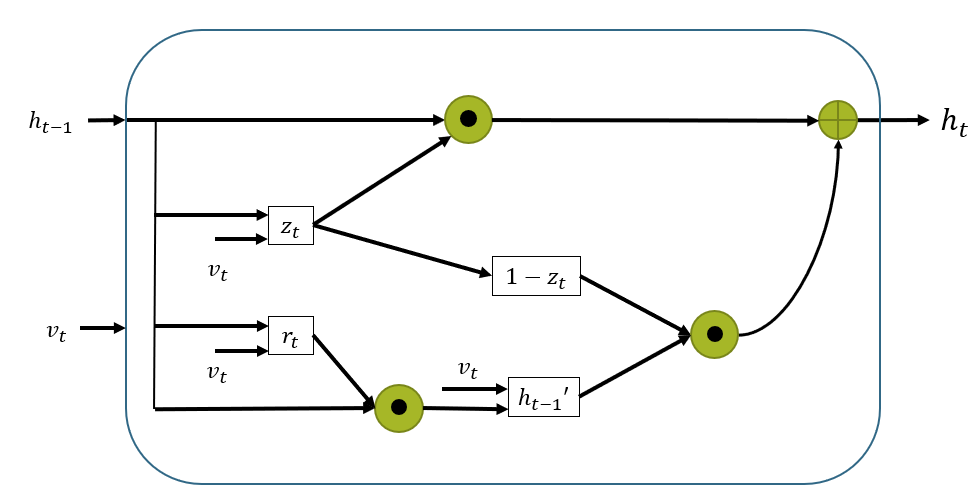 h_{t-1}
h_t
z_t
v_t
1 − z_t
v_t
r_t
v_t
v_t
h_{t-1}′